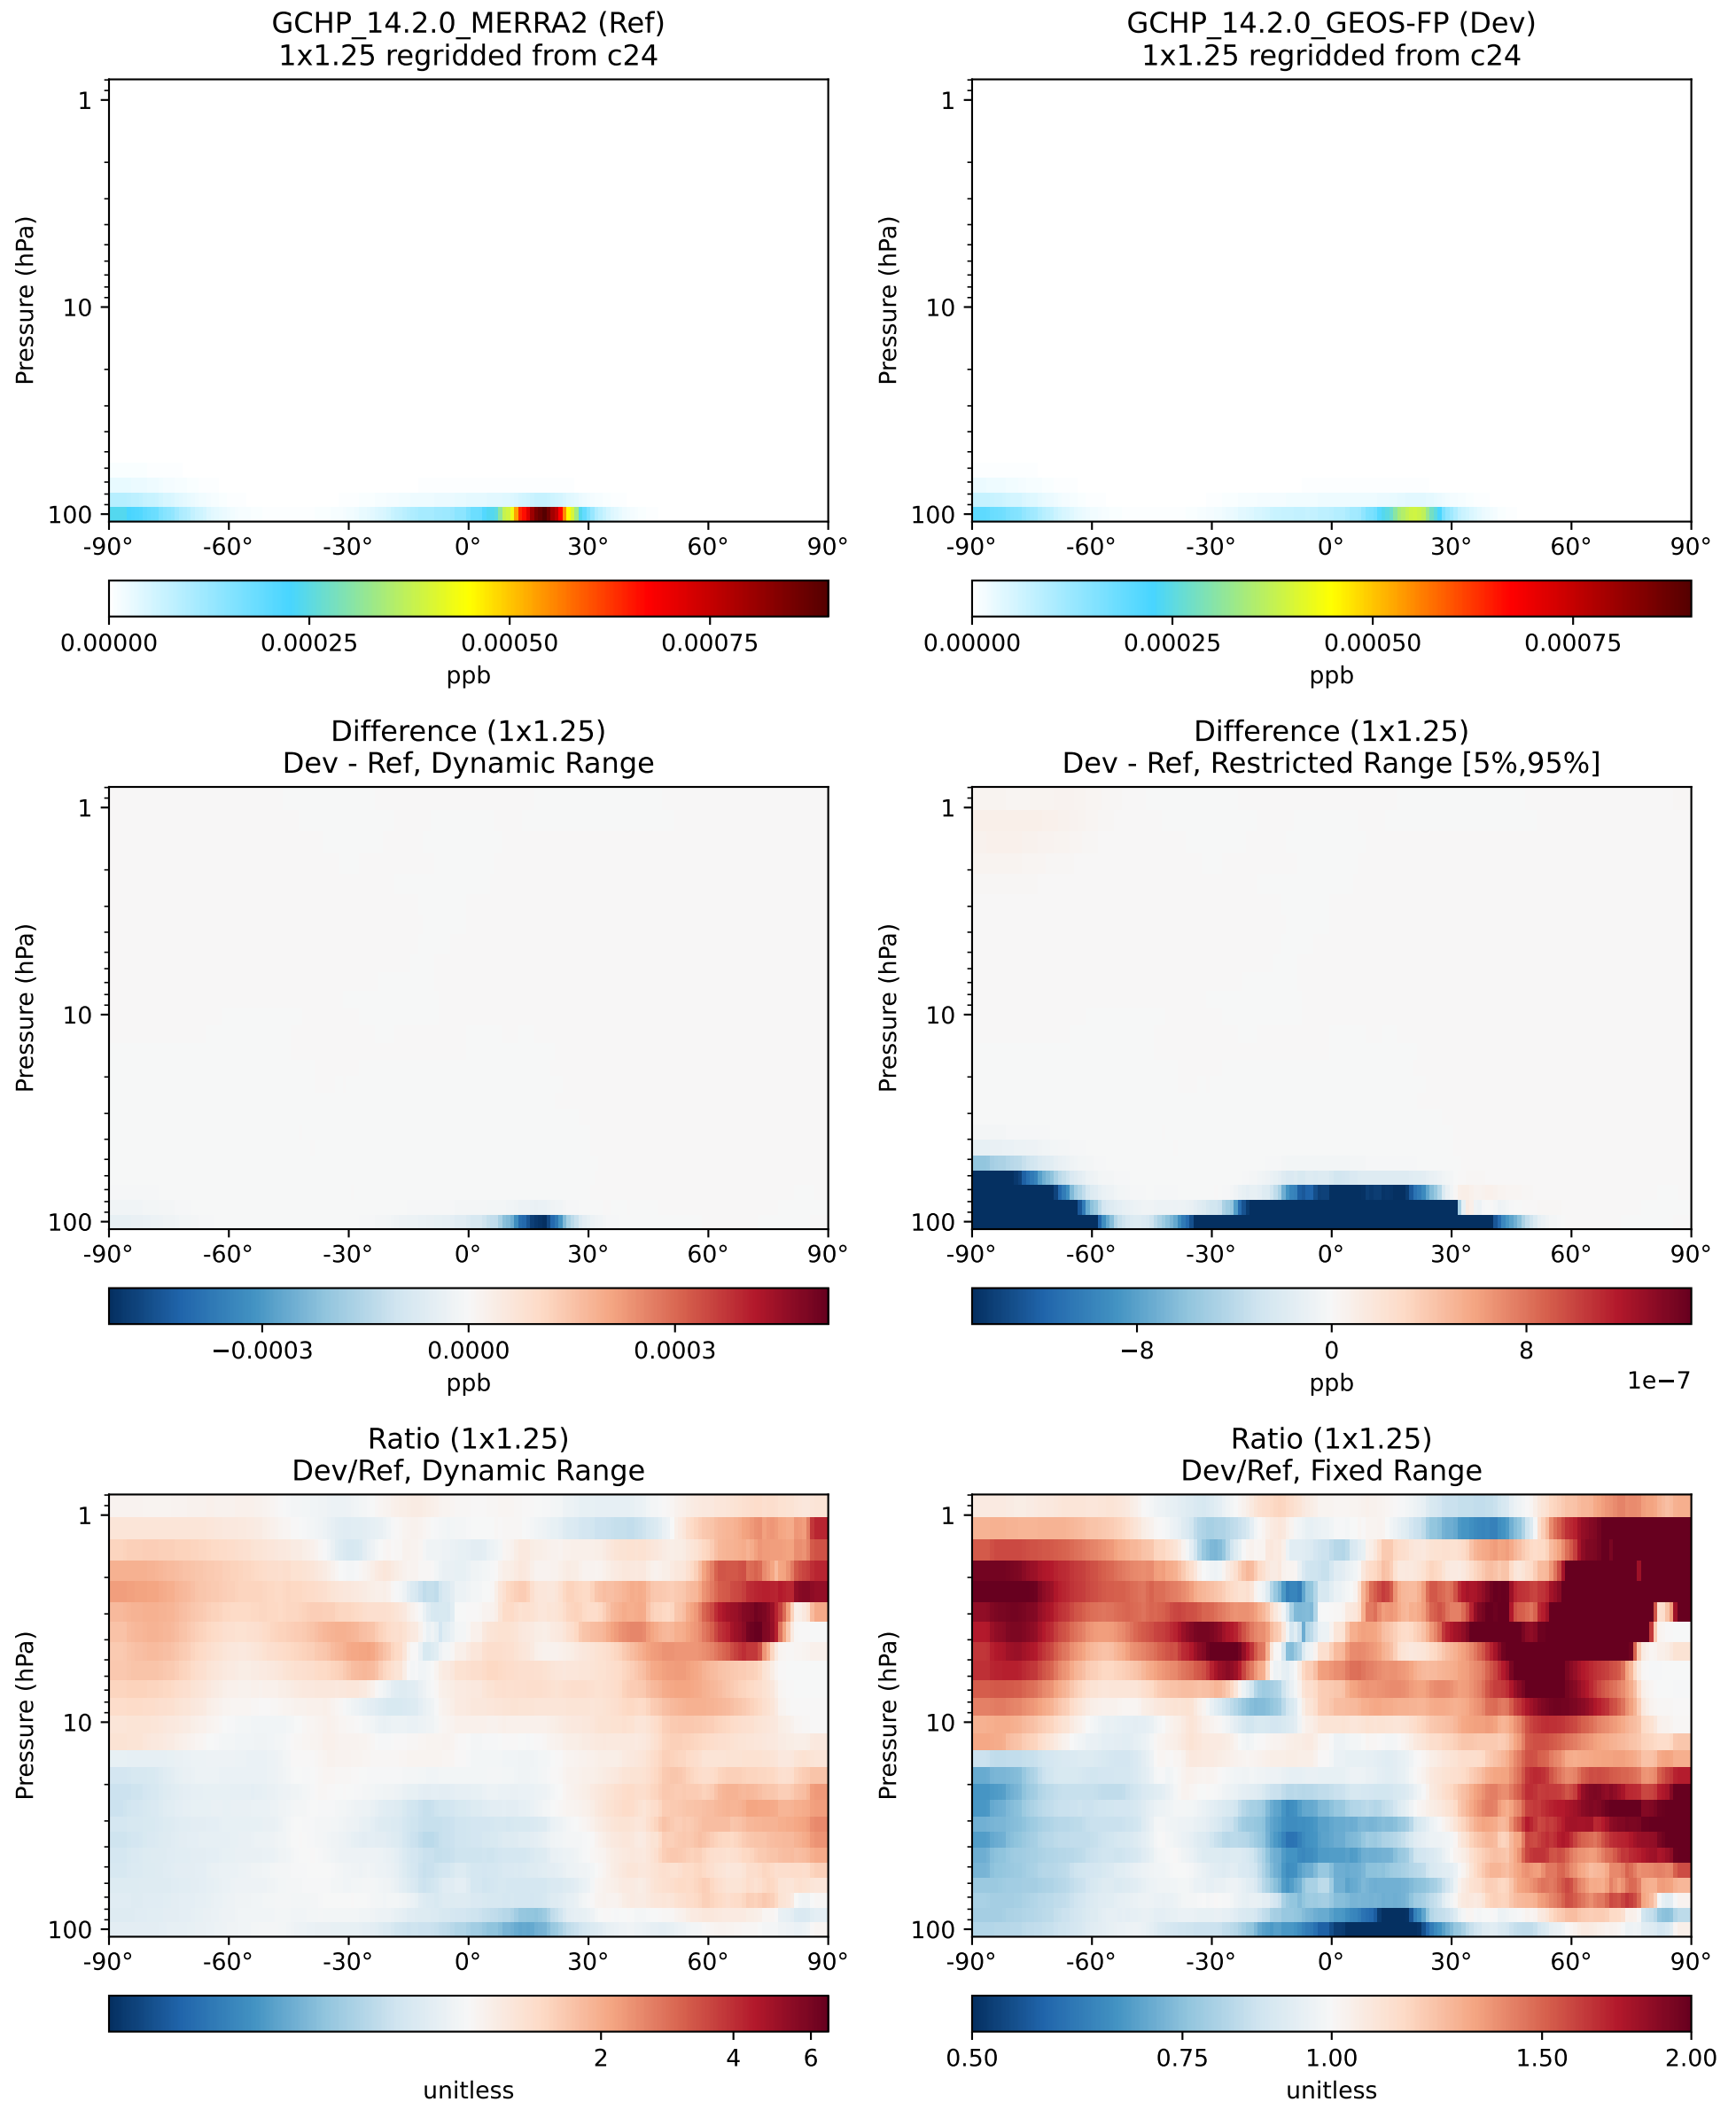 GCHP_14.2.0_MERRA2 (Ref)
1x1.25 regridded from c24
Pressure (hPa)
1
10
100
-90° -60° -30° 0° 30° 60° 90°
0.00000 0.00025 0.00050 0.00075
ppb
GCHP_14.2.0_GEOS-FP (Dev)
1x1.25 regridded from c24
Pressure (hPa)
1
10
100
-90° -60° -30° 0° 30° 60° 90°
0.00000 0.00025 0.00050 0.00075
ppb
Difference (1x1.25)
Dev - Ref, Dynamic Range
Pressure (hPa)
1
10
100
-90° -60° -30° 0° 30° 60° 90°
−0.0003 0.0000 0.0003
ppb
Difference (1x1.25)
Dev - Ref, Restricted Range [5%,95%]
Pressure (hPa)
1
10
100
-90° -60° -30° 0° 30° 60° 90°
−8 0 8
ppb
1e−7
Ratio (1x1.25)
Dev/Ref, Dynamic Range
Pressure (hPa)
1
10
100
-90° -60° -30° 0° 30° 60° 90°
2 4 6
unitless
Ratio (1x1.25)
Dev/Ref, Fixed Range
Pressure (hPa)
1
10
100
-90° -60° -30° 0° 30° 60° 90°
0.50 0.75 1.00 1.50 2.00
unitless